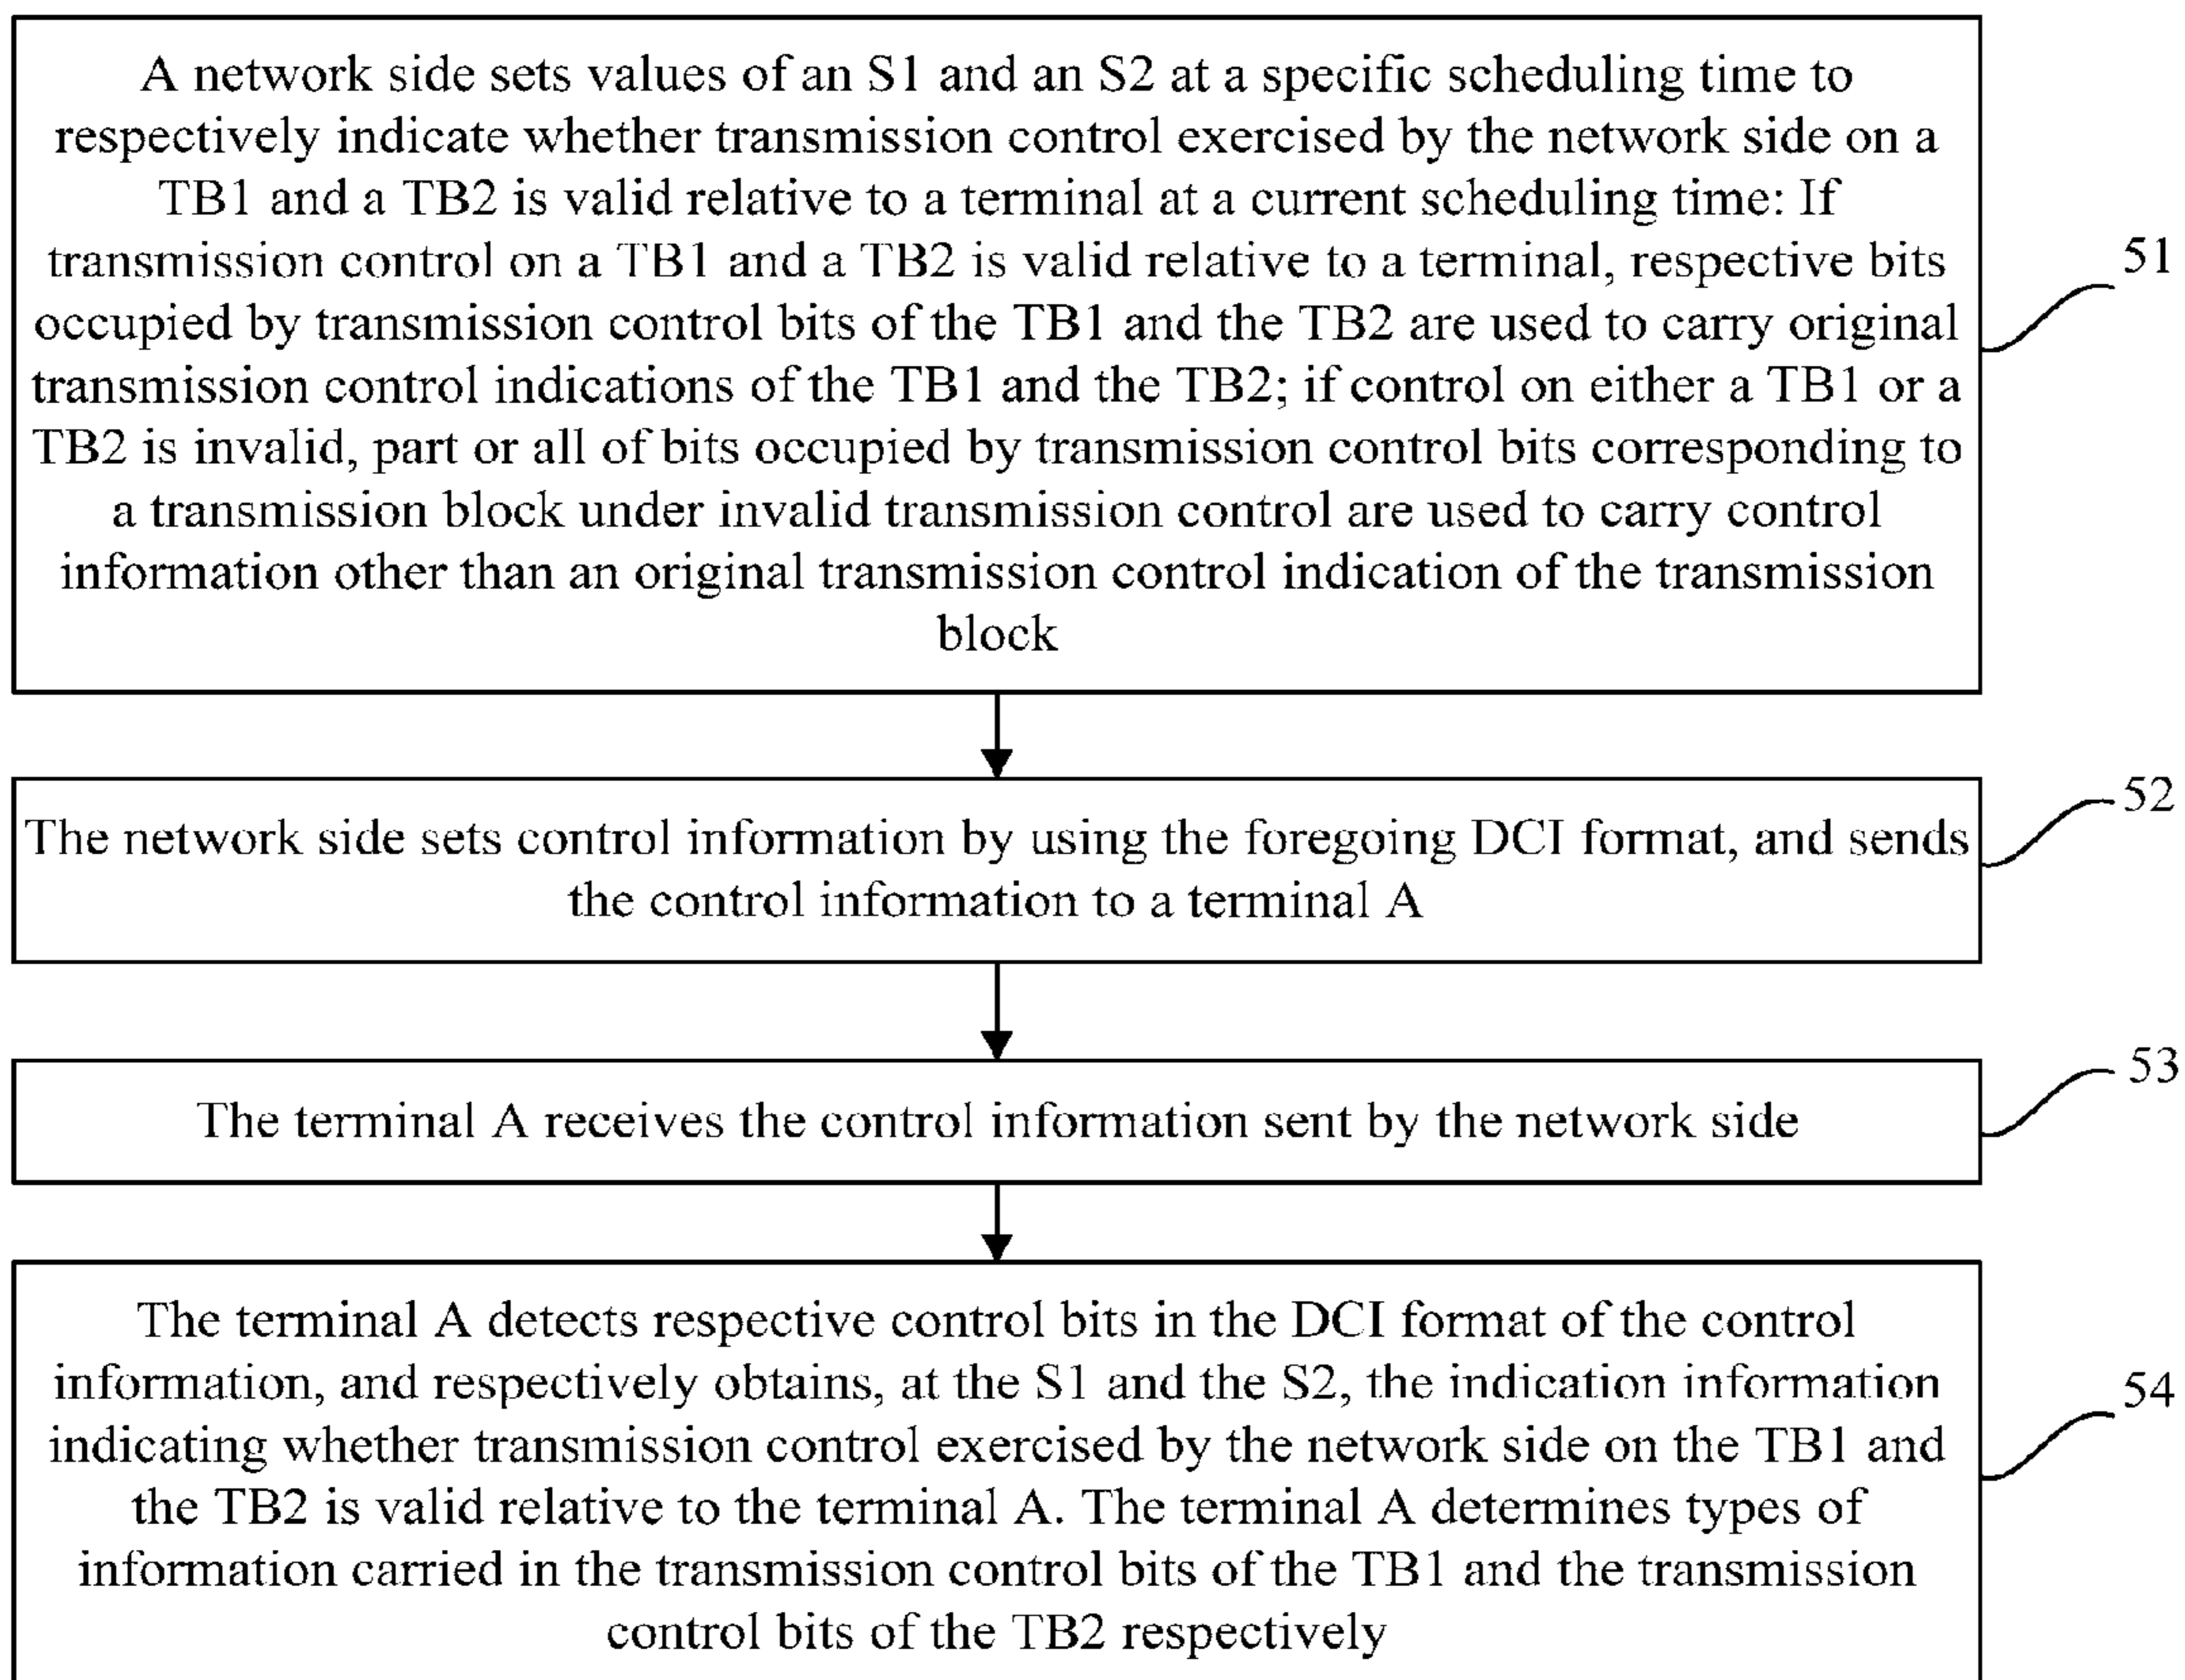 A network side sets values of an S1 and an S2 at a specific scheduling time to
respectively indicate whether transmission control exercised by the network side on a
TB1 and a TB2 is valid relative to a terminal at a current scheduling time: If
transmission control on a TB1 and a TB2 is valid relative to a terminal, respective bits
occupied by transmission control bits of the TB1 and the TB2 are used to carry original
transmission control indications of the TB1 and the TB2; if control on either a TB1 or a
TB2 is invalid, part or all of bits occupied by transmission control bits corresponding to
a transmission block under invalid transmission control are used to carry control
information other than an original transmission control indication of the transmission
block
51
The network side sets control information by using the foregoing DCI format, and sends
the control information to a terminal A
52
The terminal A receives the control information sent by the network side
53
The terminal A detects respective control bits in the DCI format of the control
information, and respectively obtains, at the S1 and the S2, the indication information
indicating whether transmission control exercised by the network side on the TB1 and
the TB2 is valid relative to the terminal A. The terminal A determines types of
information carried in the transmission control bits of the TB1 and the transmission
control bits of the TB2 respectively
54